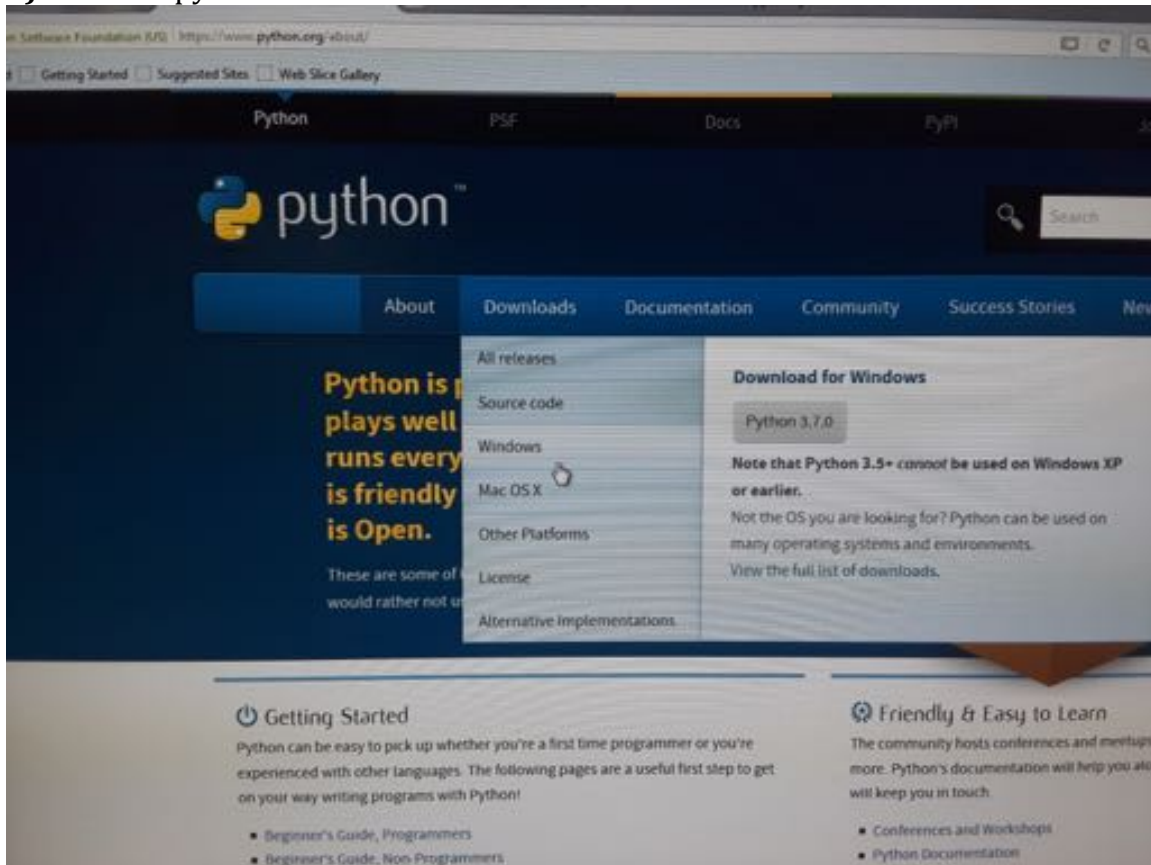 https://www.python.org/about/
Getting Started Suggested Sites Web Slice Gallery
Python PSF Docs PyPI
python™
Search
About Downloads Documentation Community Success Stories
All releases
Source code
Windows
Mac OS X
Other Platforms
License
Alternative Implementations
Download for Windows
Python 3.7.0
Note that Python 3.5+ cannot be used on Windows XP
or earlier.
Not the OS you are looking for? Python can be used on
many operating systems and environments.
View the full list of downloads.
Python is
plays well
runs every
is friendly
is Open.
These are some of
would rather not
Getting Started
Python can be easy to pick up whether you're a first time programmer or you're
experienced with other languages. The following pages are a useful first step to get
on your way writing programs with Python!
Beginner's Guide, Programmers
Beginner's Guide, Non-Programmers
Friendly & Easy to Learn
The community hosts conferences and meetups
more. Python's documentation will help you
will keep you in touch.
Conferences and Workshops
Python Documentation